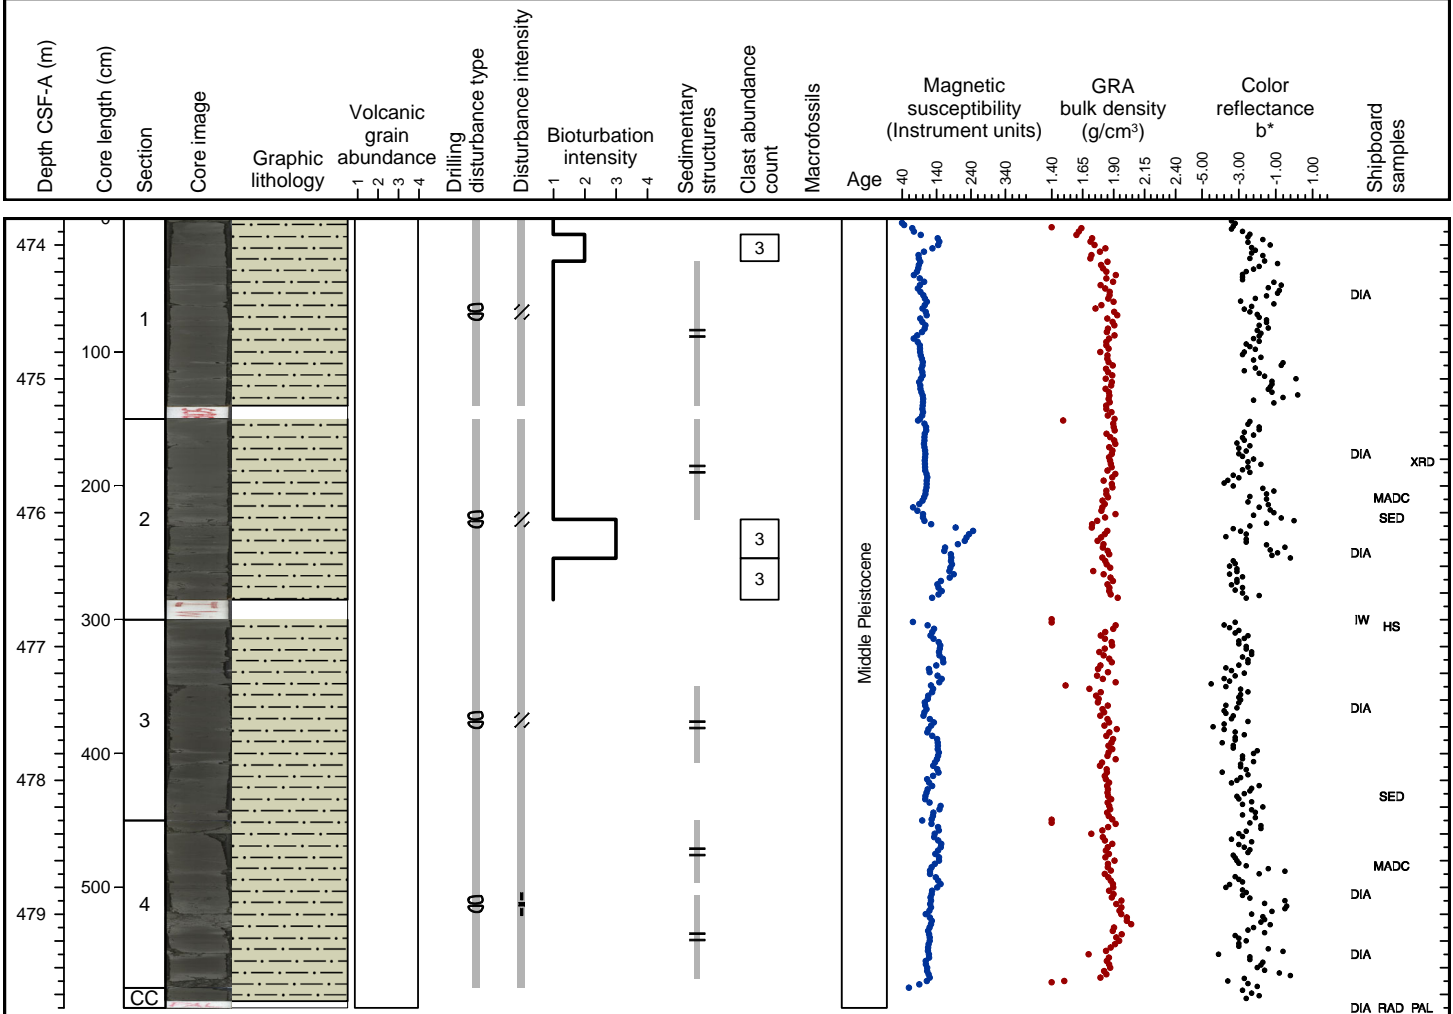 Depth CSF-A (m)
Core length (cm)
Section
Core image
Graphic
lithology
Volcanic
grain
abundance
1 2 3 4
Drilling
disturbance type
Disturbance intensity
Bioturbation
intensity
1 2 3 4
Sedimentary
structures
Clast abundance
count
Macrofossils
Age
Magnetic
susceptibility
(Instrument units)
40 140 240 340
GRA
bulk density
(g/cm³)
1.40 1.65 1.90 2.15 2.40
Color
reflectance
b*
-5.00 -3.00 -1.00 1.00
Shipboard
samples
474
3
DIA
1
100
475
DIA
XRD
200
MADC
476
SED
2
3
DIA
3
Middle Pleistocene
300
IW HS
477
DIA
3
400
478
SED
MADC
500
DIA
4
479
DIA
CC
DIA RAD PAL